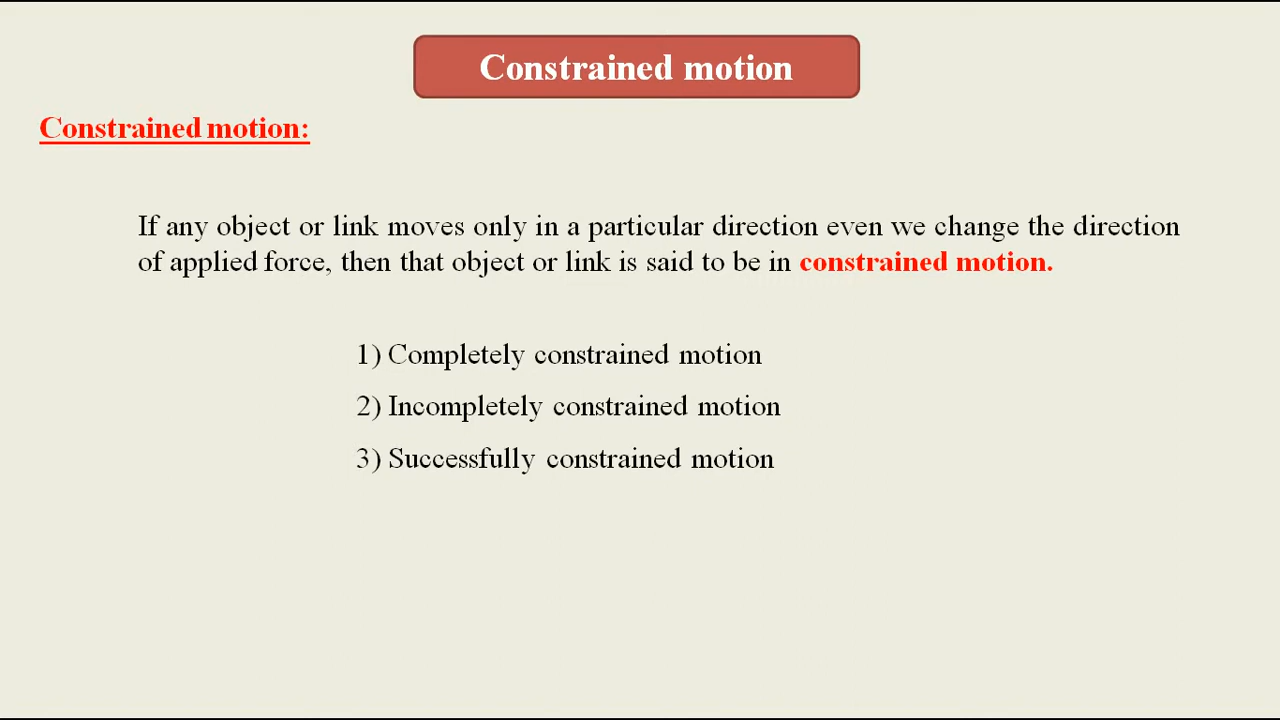 Constrained motion
Constrained motion:
If any object or link moves only in a particular direction even we change the direction
of applied force, then that object or link is said to be in constrained motion.
1) Completely constrained motion
2) Incompletely constrained motion
3) Successfully constrained motion